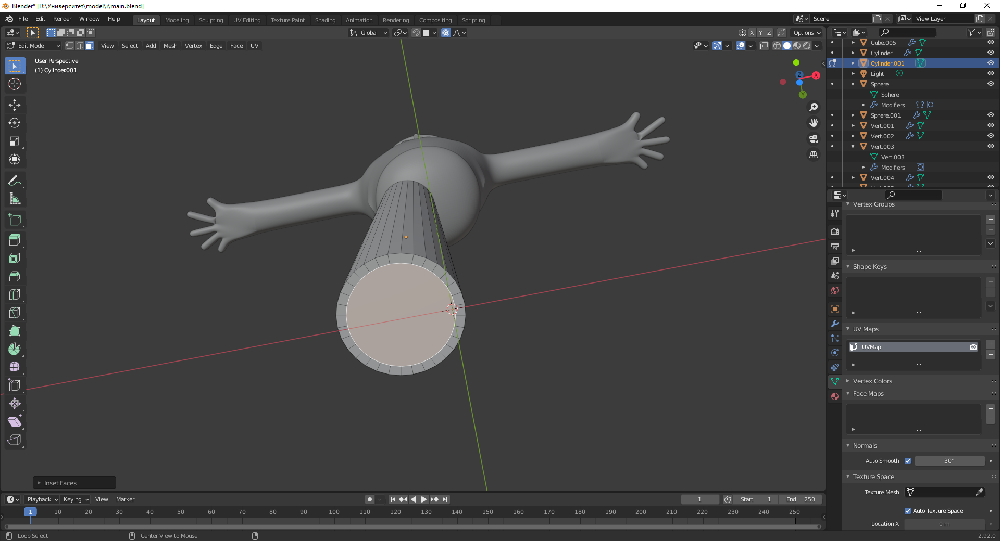 Blender* [D:\Университет\model\i\main.blend]
File Edit Render Window Help
Layout Modeling Sculpting UV Editing Texture Paint Shading Animation Rendering Compositing Scripting +
Scene
View Layer
Global
X Y Z
Options
Edit Mode
View Select Add Mesh Vertex Edge Face UV
User Perspective
(1) Cylinder.001
Z
X
Y
Cube.005
Cylinder
Cylinder.001
Light
Sphere
Sphere
Modifiers
Sphere.001
Vert.001
Vert.002
Vert.003
Vert.003
Modifiers
Vert.004
Vertex Groups
Shape Keys
UV Maps
UVMap
Vertex Colors
Face Maps
Normals
Auto Smooth 30°
Texture Space
Texture Mesh
Auto Texture Space
Location X 0 m
Inset Faces
Playback Keying View Marker
1
Start 1
End 250
1 10 20 30 40 50 60 70 80 90 100 110 120 130 140 150 160 170 180 190 200 210 220 230 240 250
Loop Select
Center View to Mouse
2.92.0